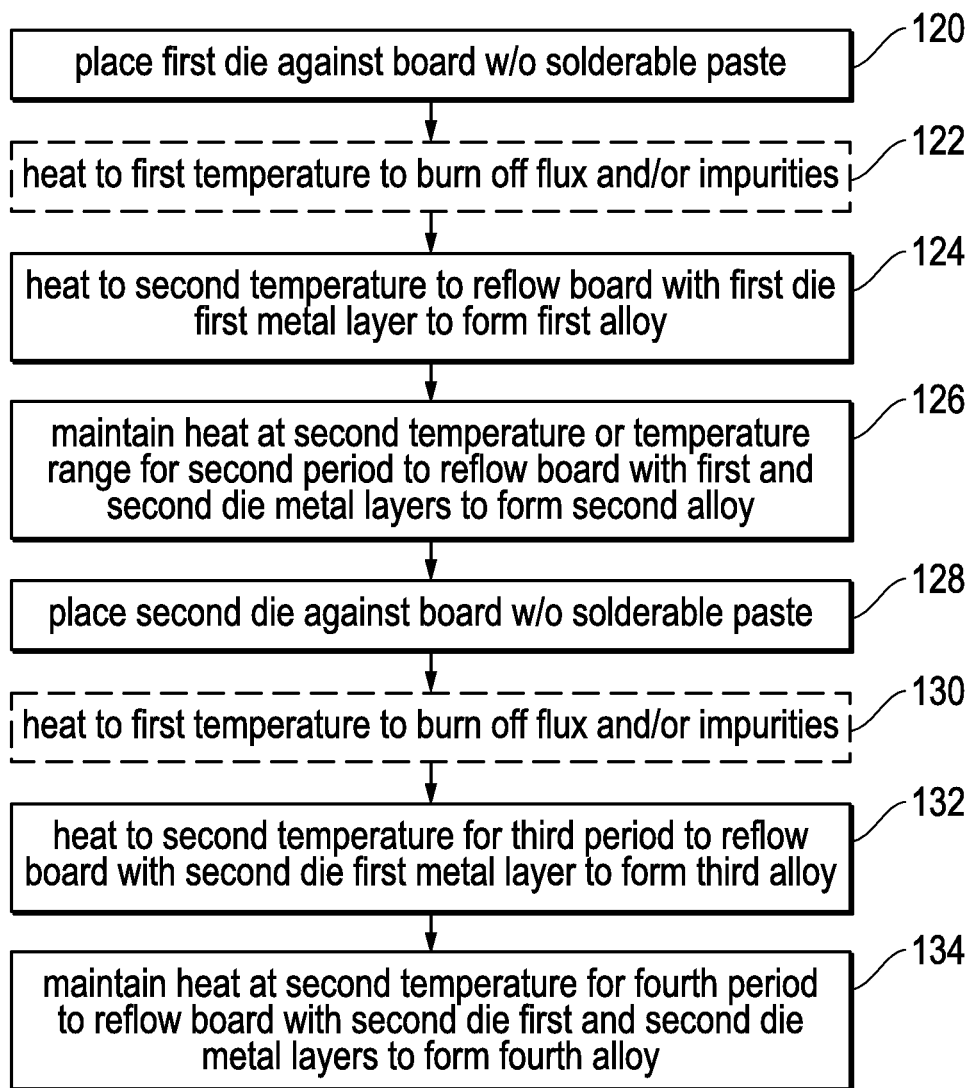 120
place first die against board w/o solderable paste
122
heat to first temperature to burn off flux and/or impurities
124
heat to second temperature to reflow board with first die
first metal layer to form first alloy
126
maintain heat at second temperature or temperature
range for second period to reflow board with first and
second die metal layers to form second alloy
128
place second die against board w/o solderable paste
130
heat to first temperature to burn off flux and/or impurities
132
heat to second temperature for third period to reflow
board with second die first metal layer to form third alloy
134
maintain heat at second temperature for fourth period
to reflow board with second die first and second die
metal layers to form fourth alloy